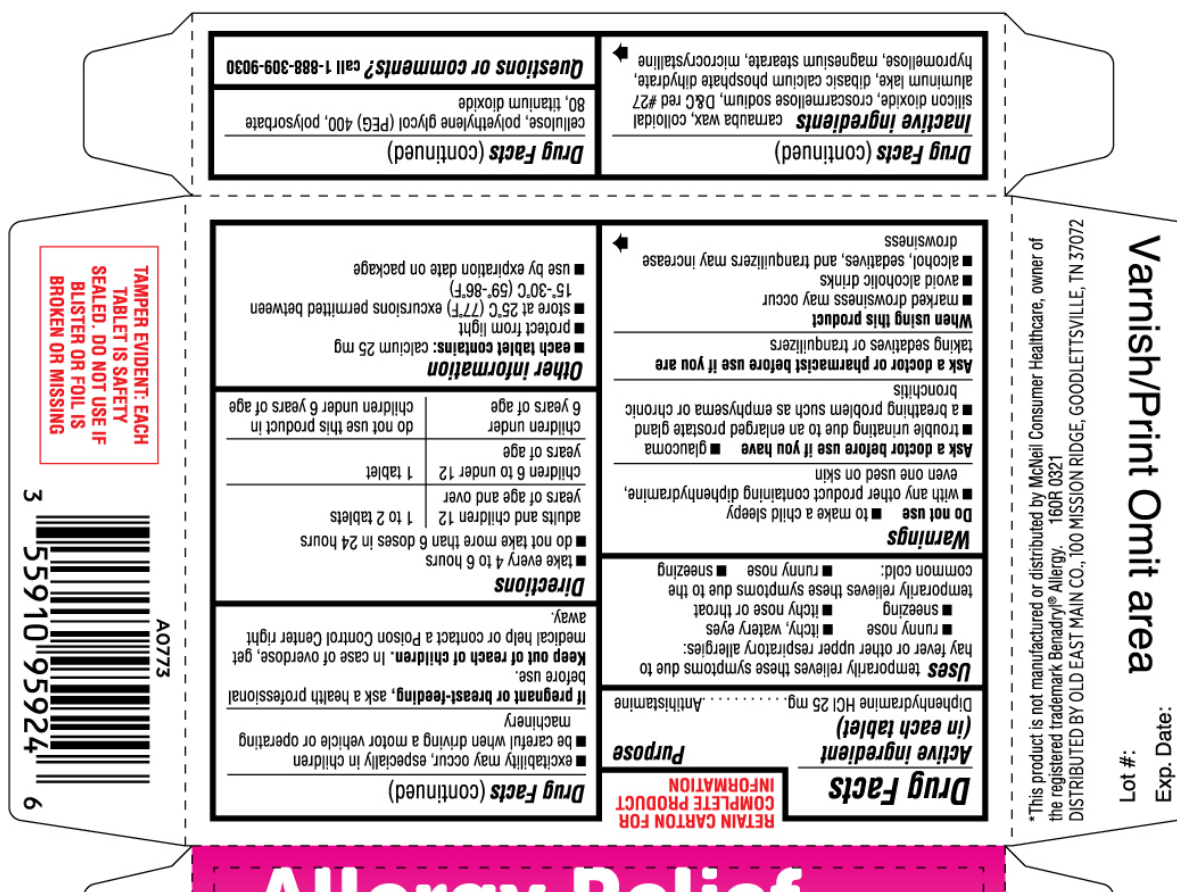 RETAIN CARTON FOR
COMPLETE PRODUCT
INFORMATION
Drug Facts
Active ingredient
(in each tablet)
Purpose
Diphenhydramine HCl 25 mg............Antihistamine
Uses temporarily relieves these symptoms due to
hay fever or other upper respiratory allergies:
■ runny nose ■ itchy, watery eyes
■ sneezing ■ itchy nose or throat
temporarily relieves these symptoms due to the
common cold: ■ runny nose ■ sneezing
Warnings
Do not use ■ to make a child sleepy
■ with any other product containing diphenhydramine,
even one used on skin
Ask a doctor before use if you have ■ glaucoma
■ trouble urinating due to an enlarged prostate gland
■ a breathing problem such as emphysema or chronic
bronchitis
Ask a doctor or pharmacist before use if you are
taking sedatives or tranquilizers
When using this product
■ marked drowsiness may occur
■ avoid alcoholic drinks
■ alcohol, sedatives, and tranquilizers may increase
drowsiness
Drug Facts (continued)
■ excitability may occur, especially in children
■ be careful when driving a motor vehicle or operating
machinery
If pregnant or breast-feeding, ask a health professional
before use.
Keep out of reach of children. In case of overdose, get
medical help or contact a Poison Control Center right
away.
Directions
■ take every 4 to 6 hours
■ do not take more than 6 doses in 24 hours
adults and children 12 1 to 2 tablets
years of age and over
children 6 to under 12 1 tablet
years of age
children under do not use this product in
6 years of age children under 6 years of age
Other information
■ each tablet contains: calcium 25 mg
■ protect from light
■ store at 25°C (77°F) excursions permitted between
15°-30°C (59°-86°F)
■ use by expiration date on package
Drug Facts (continued)
Inactive ingredients carnauba wax, colloidal
silicon dioxide, croscarmellose sodium, D&C red #27
aluminum lake, dibasic calcium phosphate dihydrate,
hypromellose, magnesium stearate, microcrystalline
Drug Facts (continued)
cellulose, polyethylene glycol (PEG) 400, polysorbate
80, titanium dioxide
Questions or comments? call 1-888-309-9030
TAMPER EVIDENT: EACH
TABLET IS SAFETY
SEALED. DO NOT USE IF
BLISTER OR FOIL IS
BROKEN OR MISSING
A0773
3 55910 95924 6
*This product is not manufactured or distributed by McNeil Consumer Healthcare, owner of
the registered trademark Benadryl® Allergy. 160R 0321
DISTRIBUTED BY OLD EAST MAIN CO., 100 MISSION RIDGE, GOODLETTSVILLE, TN 37072
Varnish/Print Omit area
Lot #:
Exp. Date:
Allergy Relief